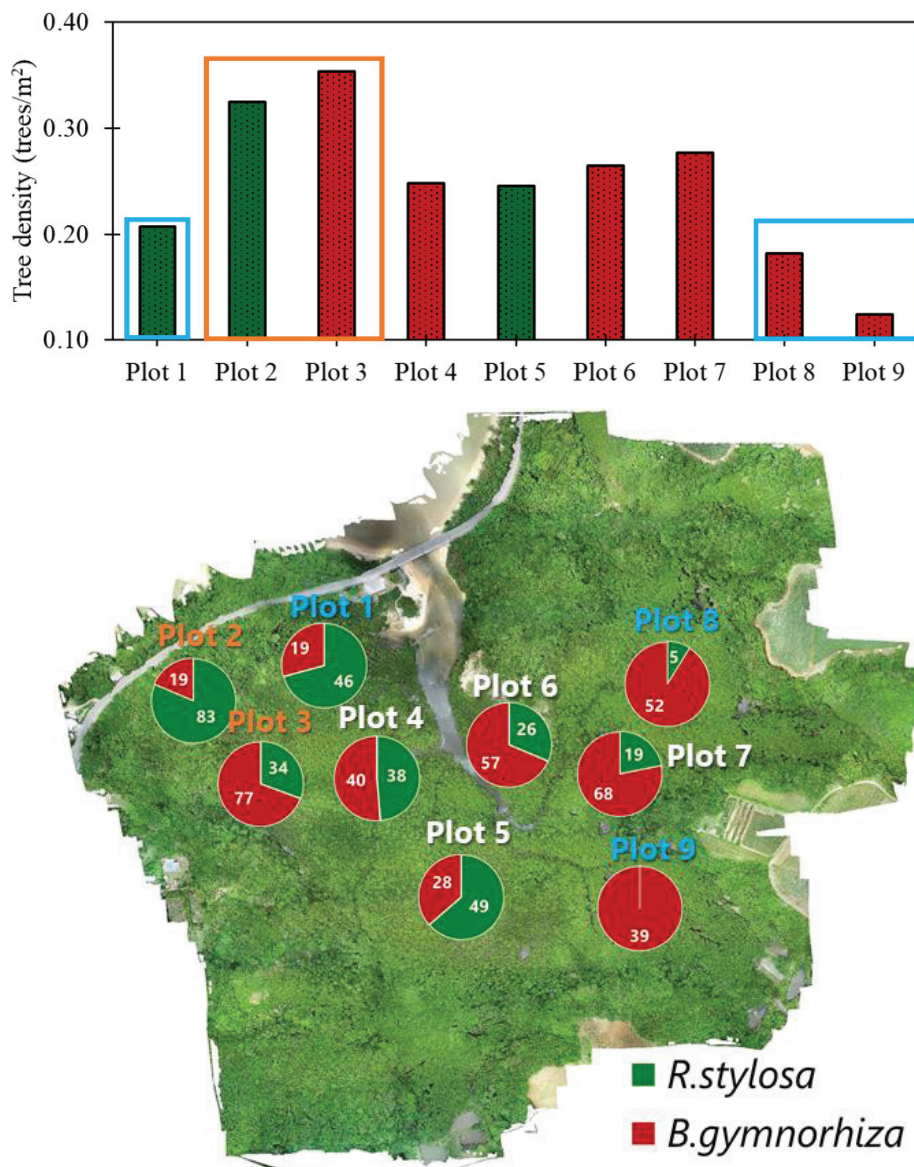 Tree density (trees/m²)
0.40
0.30
0.20
0.10
Plot 1 Plot 2 Plot 3 Plot 4 Plot 5 Plot 6 Plot 7 Plot 8 Plot 9
Plot 1
19
46
Plot 2
19
83
Plot 3
34
77
Plot 4
40
38
Plot 5
28
49
Plot 6
26
57
Plot 7
19
68
Plot 8
5
52
Plot 9
39
R.stylosa
B.gymnorhiza